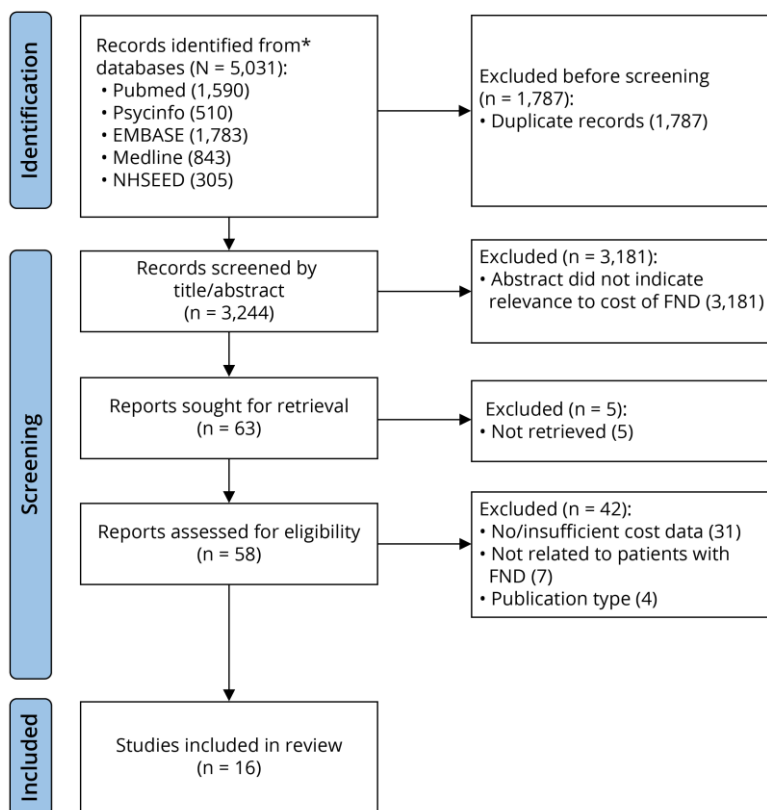 Identification
Records identified from*
databases (N = 5,031):
• Pubmed (1,590)
• Psycinfo (510)
• EMBASE (1,783)
• Medline (843)
• NHSEED (305)
Excluded before screening
(n = 1,787):
• Duplicate records (1,787)
Screening
Records screened by
title/abstract
(n = 3,244)
Excluded (n = 3,181):
• Abstract did not indicate
relevance to cost of FND (3,181)
Reports sought for retrieval
(n = 63)
Excluded (n = 5):
• Not retrieved (5)
Reports assessed for eligibility
(n = 58)
Excluded (n = 42):
• No/insufficient cost data (31)
• Not related to patients with
FND (7)
• Publication type (4)
Included
Studies included in review
(n = 16)